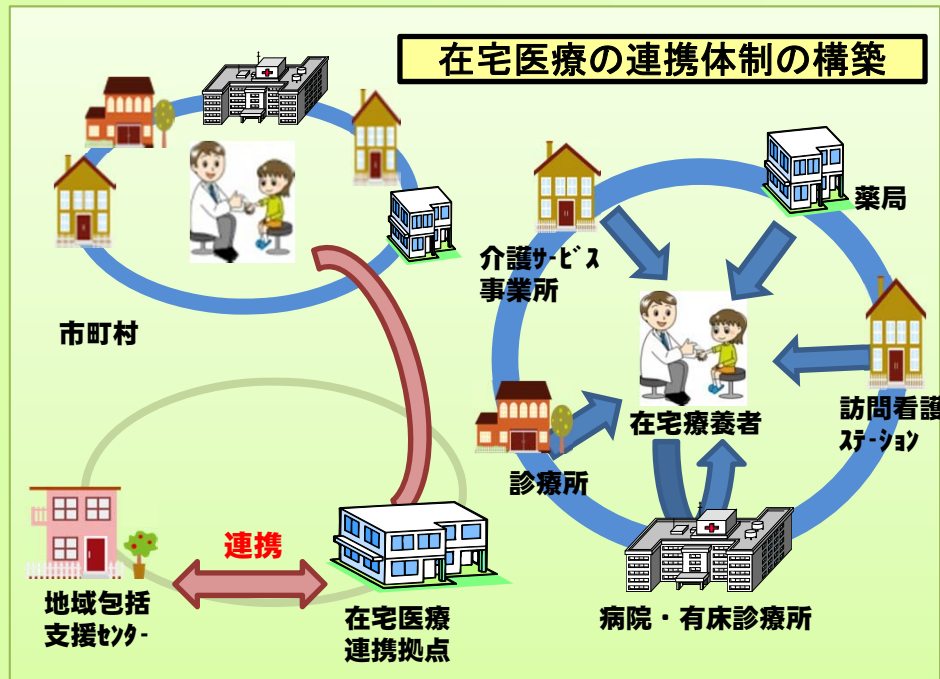 在宅医療の連携体制の構築
薬局
介護ｻｰﾋﾞｽ
事業所
市町村
在宅療養者
訪問看護
ｽﾃｰｼｮﾝ
診療所
連携
地域包括
支援ｾﾝﾀｰ
在宅医療
連携拠点
病院・有床診療所